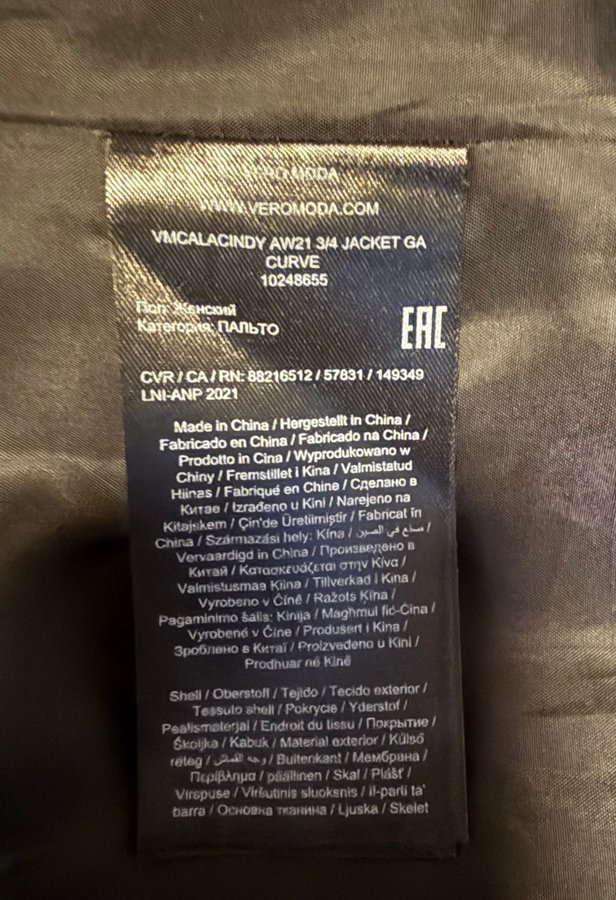 VERO MODA
WWW.VEROMODA.COM
VMCALACINDY AW21 3/4 JACKET GA
CURVE
10248655
Пол: Женский
Категория: ПАЛЬТО
EAC
CVR / CA / RN: 88216512 / 57831 / 149349
LNI-ANP 2021
Made in China / Hergestellt in China /
Fabricado en China / Fabricado na China /
Prodotto in Cina / Wyprodukowano w
Chiny / Fremstillet i Kina / Valmistatud
Hiinas / Fabriqué en Chine / Сделано в
Китае / Izrađeno u Kini / Narejeno na
Kitajskem / Çin'de Üretilmiştir / Fabricat în
China / Származási hely: Kína / صنع في الصين /
Vervaardigd in China / Произведено в
Китай / Κατασκευάζεται στην Κίνα /
Valmistusmaa Kiina / Tillverkad i Kina /
Vyrobeno v Číně / Ražots Ķīna /
Pagaminimo šalis: Kinija / Magħmul fiċ-Ċina /
Vyrobené v Číne / Produsert i Kina /
Зроблено в Китаї / Proizvedeno u Kini /
Prodhuar në Kinë
Shell / Oberstoff / Tejido / Tecido exterior /
Tessuto shell / Pokrycie / Yderstof /
Pealismaterjal / Endroit du tissu / Покрытие /
Školjka / Kabuk / Material exterior / Külső
réteg / وجه القماش / Buitenkant / Мембрана /
Περίβλημα / päällinen / Skal / Plášť /
Virspuse / Viršutinis sluoksnis / il-parti ta'
barra / Основна тканина / Ljuska / Skelet